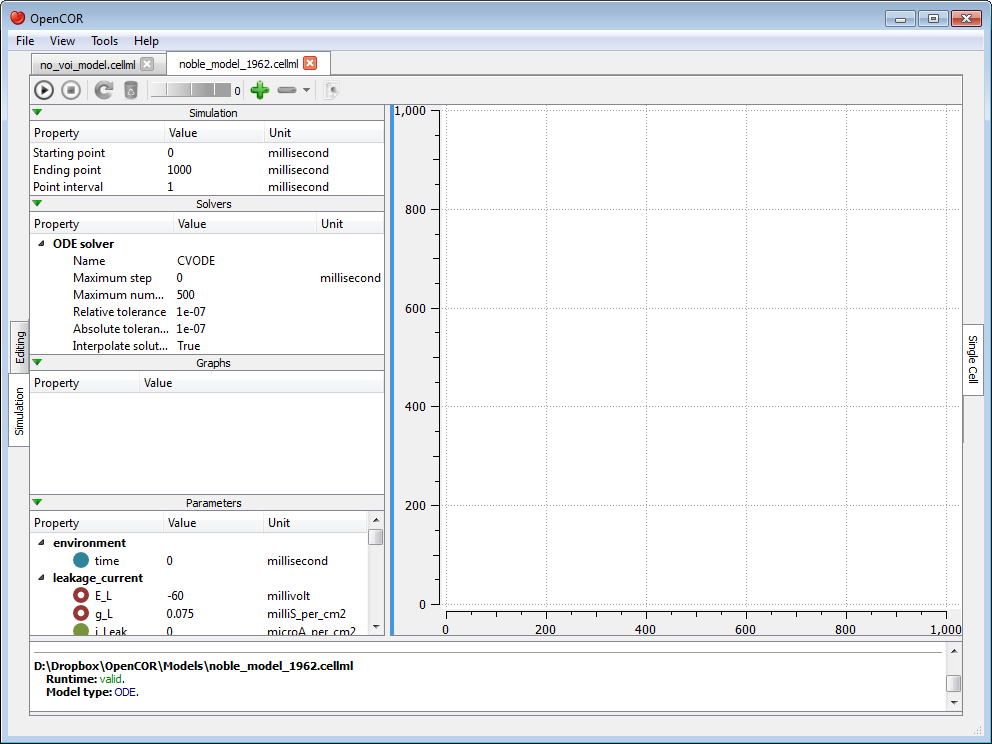 OpenCOR
File View Tools Help
no_voi_model.cellml noble_model_1962.cellml
0
Simulation
Property Value Unit
Starting point 0 millisecond
Ending point 1000 millisecond
Point interval 1 millisecond
Solvers
Property Value Unit
ODE solver
Name CVODE
Maximum step 0 millisecond
Maximum num... 500
Relative tolerance 1e-07
Absolute toleran... 1e-07
Interpolate solut... True
Graphs
Property Value
Parameters
Property Value Unit
environment
time 0 millisecond
leakage_current
E_L -60 millivolt
g_L 0.075 milliS_per_cm2
i_Leak 0 microA_per_cm2
Editing
Simulation
1,000
800
600
400
200
0
0 200 400 600 800 1,000
Single Cell
D:\Dropbox\OpenCOR\Models\noble_model_1962.cellml
Runtime: valid.
Model type: ODE.